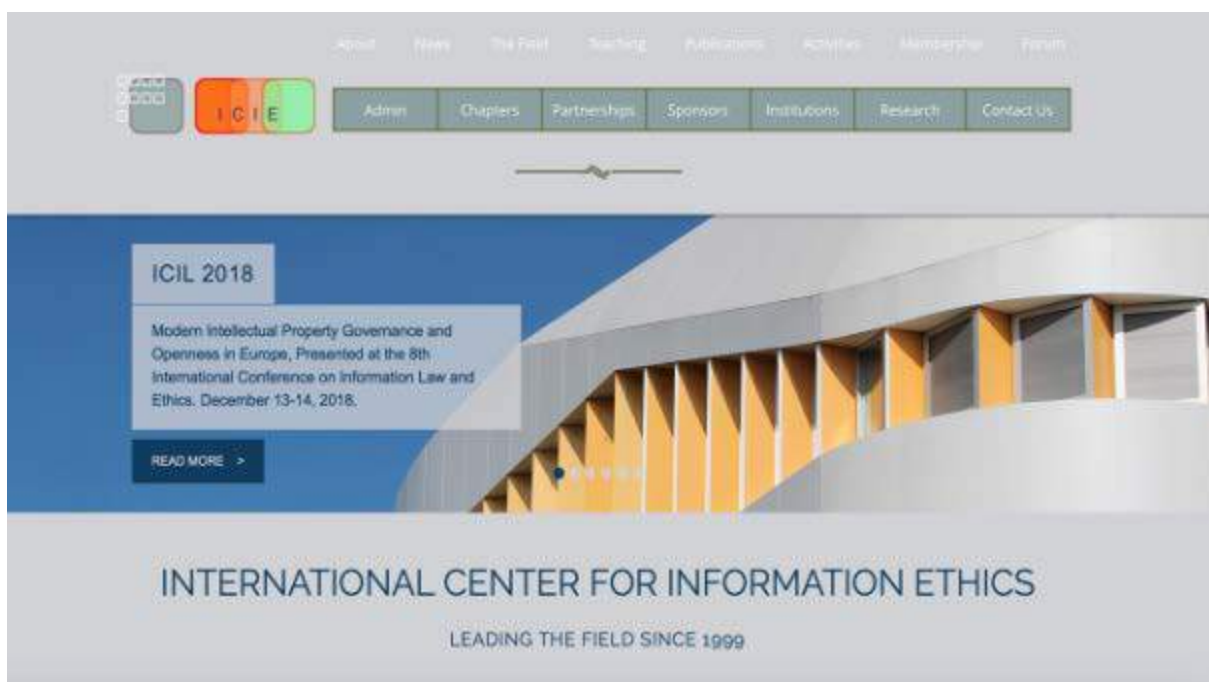 About News The Field Teaching Publications Activities Membership Forum
I C I E
Admin Chapters Partnerships Sponsors Institutions Research Contact Us
ICIL 2018
Modern Intellectual Property Governance and
Openness in Europe, Presented at the 8th
International Conference on Information Law and
Ethics. December 13-14, 2018.
READ MORE >
INTERNATIONAL CENTER FOR INFORMATION ETHICS
LEADING THE FIELD SINCE 1999